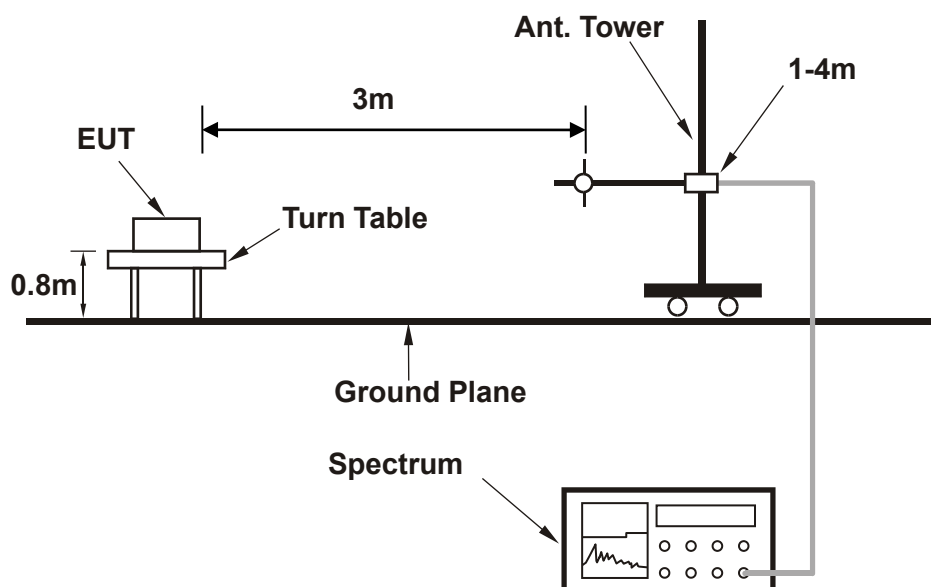 Ant. Tower
1-4m
3m
EUT
Turn Table
0.8m
Ground Plane
Spectrum